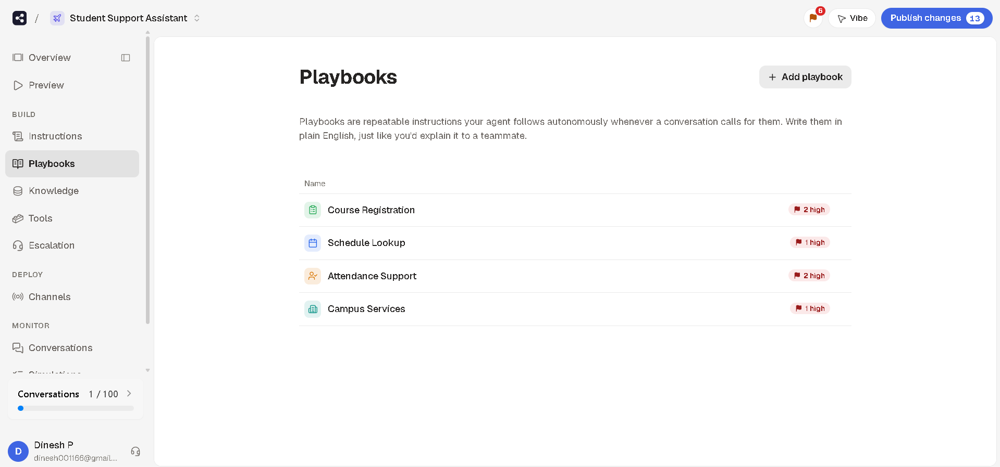 /
Student Support Assistant
6
Vibe
Publish changes 13
Overview
Preview
BUILD
Instructions
Playbooks
Knowledge
Tools
Escalation
DEPLOY
Channels
MONITOR
Conversations
Conversations 1 / 100
D
Dinesh P
dinesh001166@gmail....
Playbooks
Add playbook
Playbooks are repeatable instructions your agent follows autonomously whenever a conversation calls for them. Write them in
plain English, just like you'd explain it to a teammate.
Name
Course Registration 2 high
Schedule Lookup 1 high
Attendance Support 2 high
Campus Services 1 high